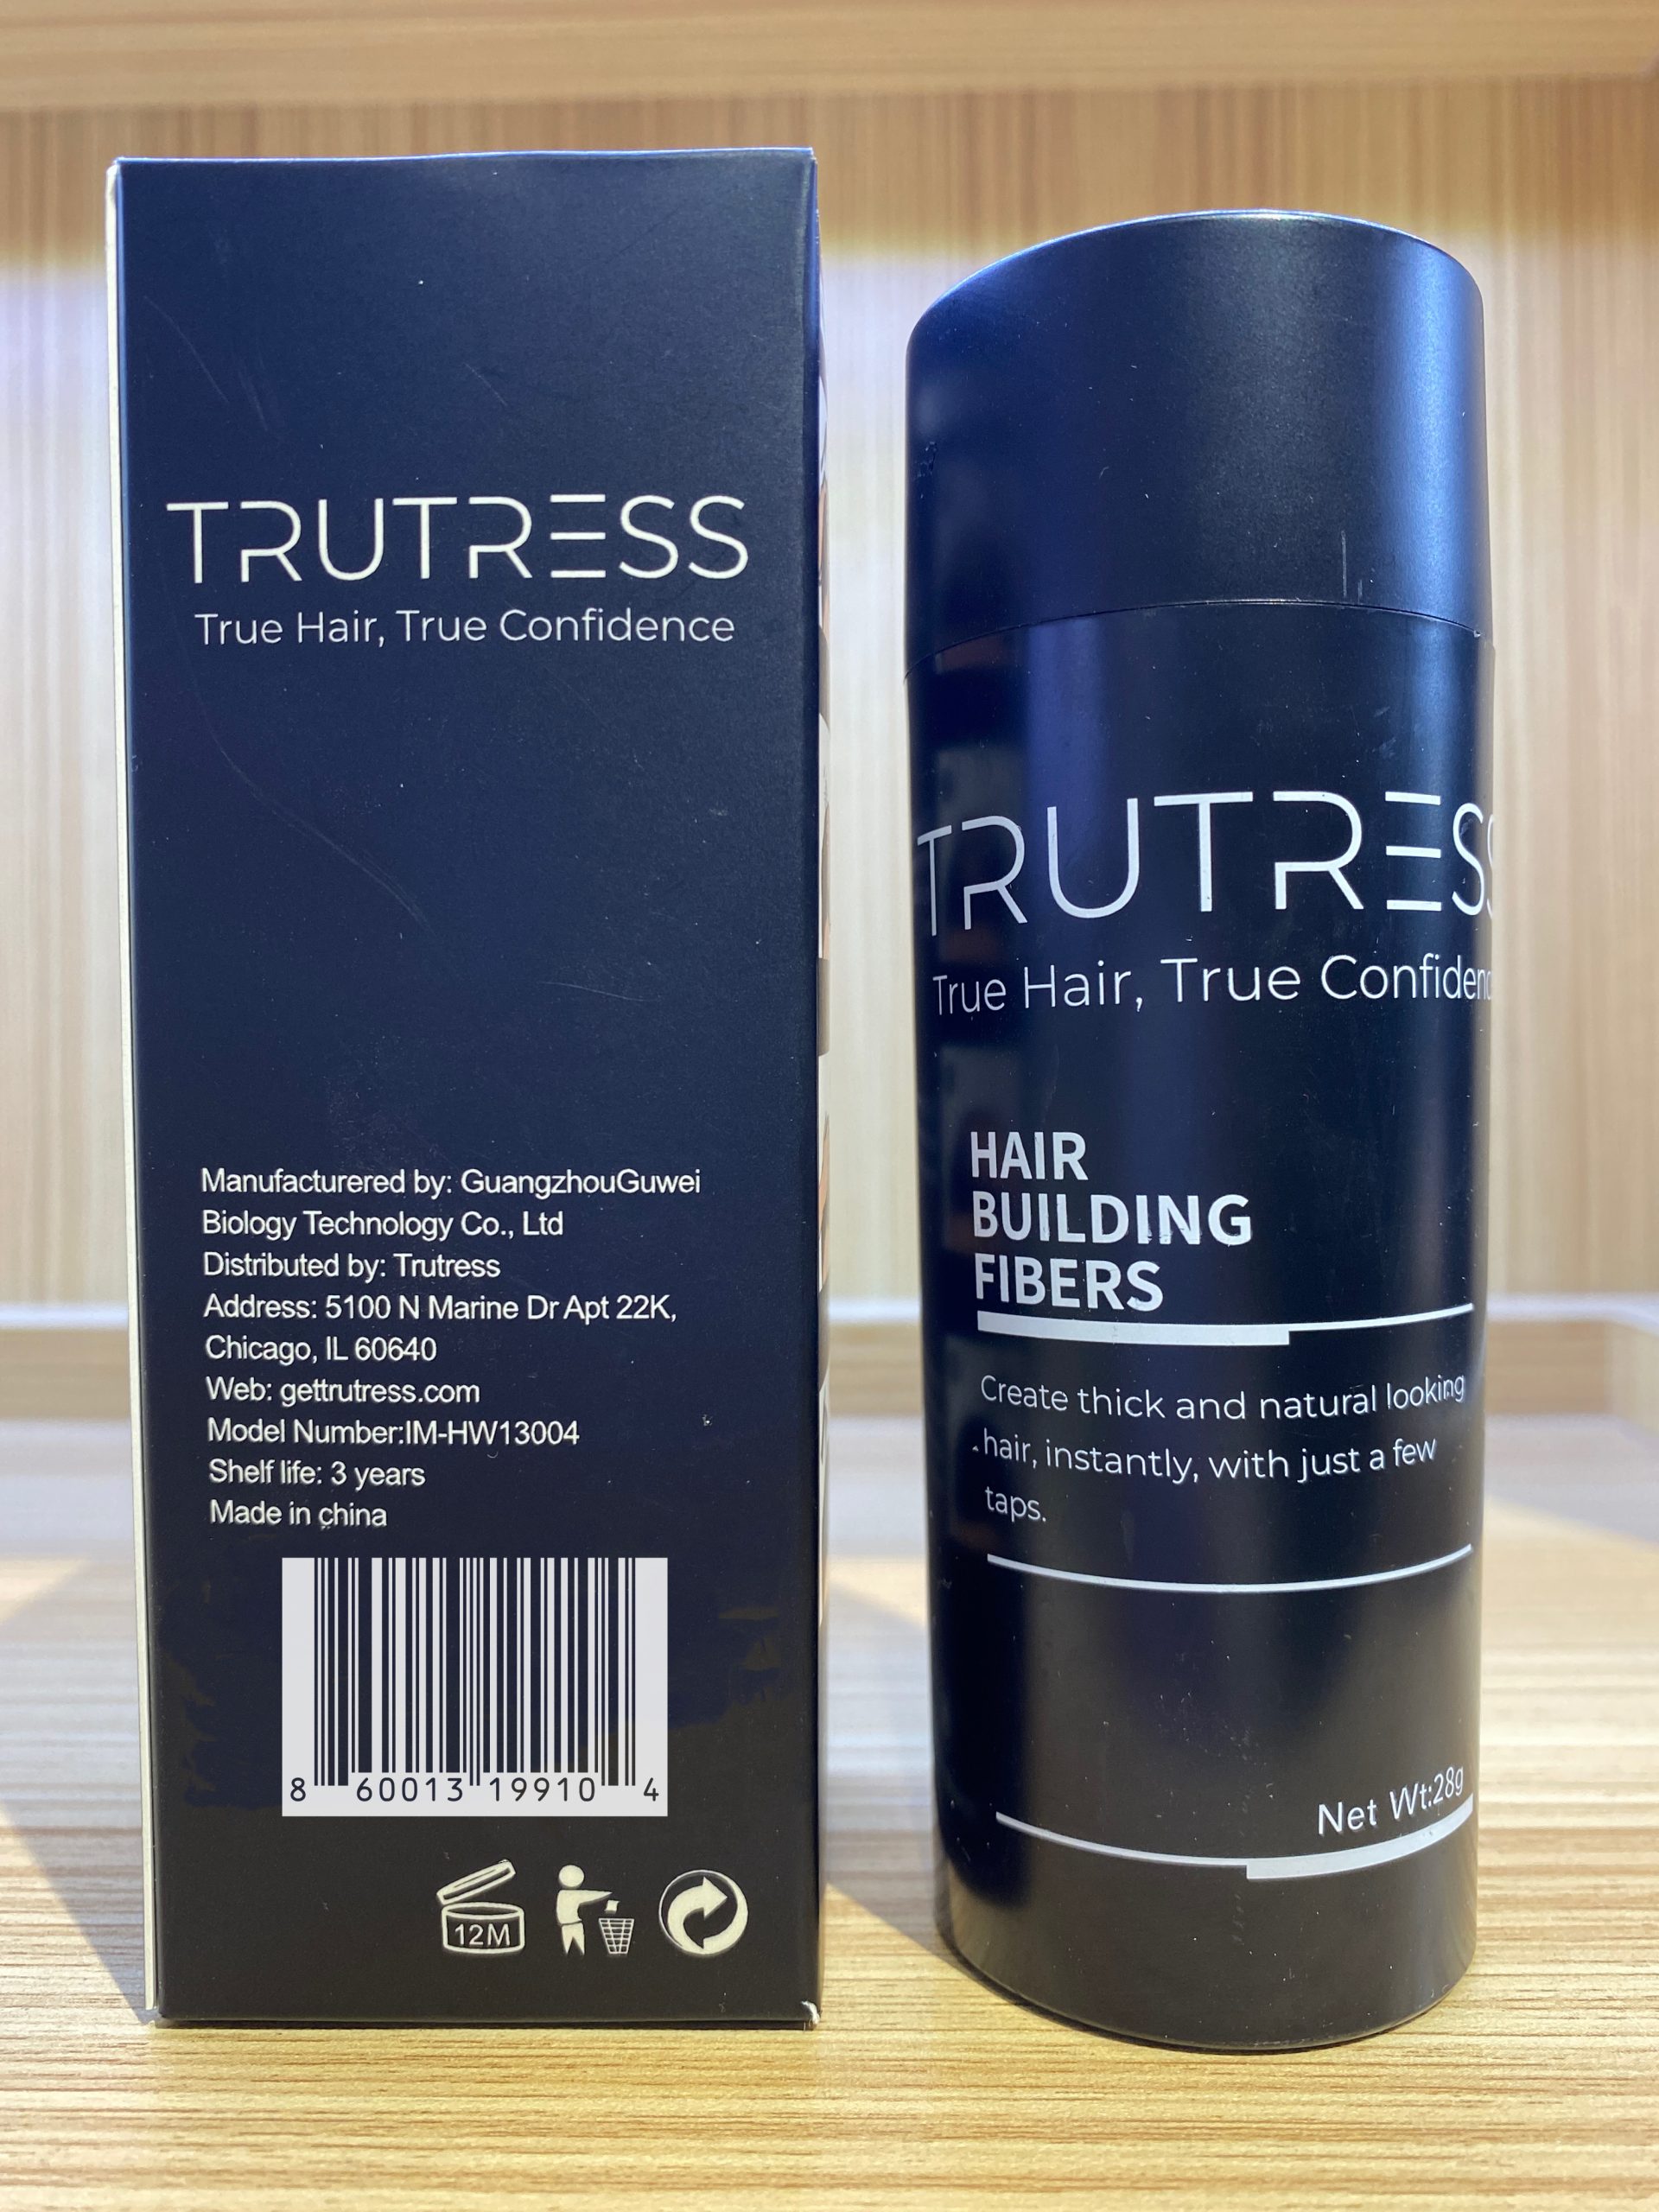 TRUTRESS
True Hair, True Confidence
Manufacturered by: GuangzhouGuwei
Biology Technology Co., Ltd
Distributed by: Trutress
Address: 5100 N Marine Dr Apt 22K,
Chicago, IL 60640
Web: gettrutress.com
Model Number:IM-HW13004
Shelf life: 3 years
Made in china
8 60013 19910 4
12M
TRUTRESS
True Hair, True Confidenc
HAIR
BUILDING
FIBERS
Create thick and natural looking
hair, instantly, with just a few
taps.
Net Wt:28g